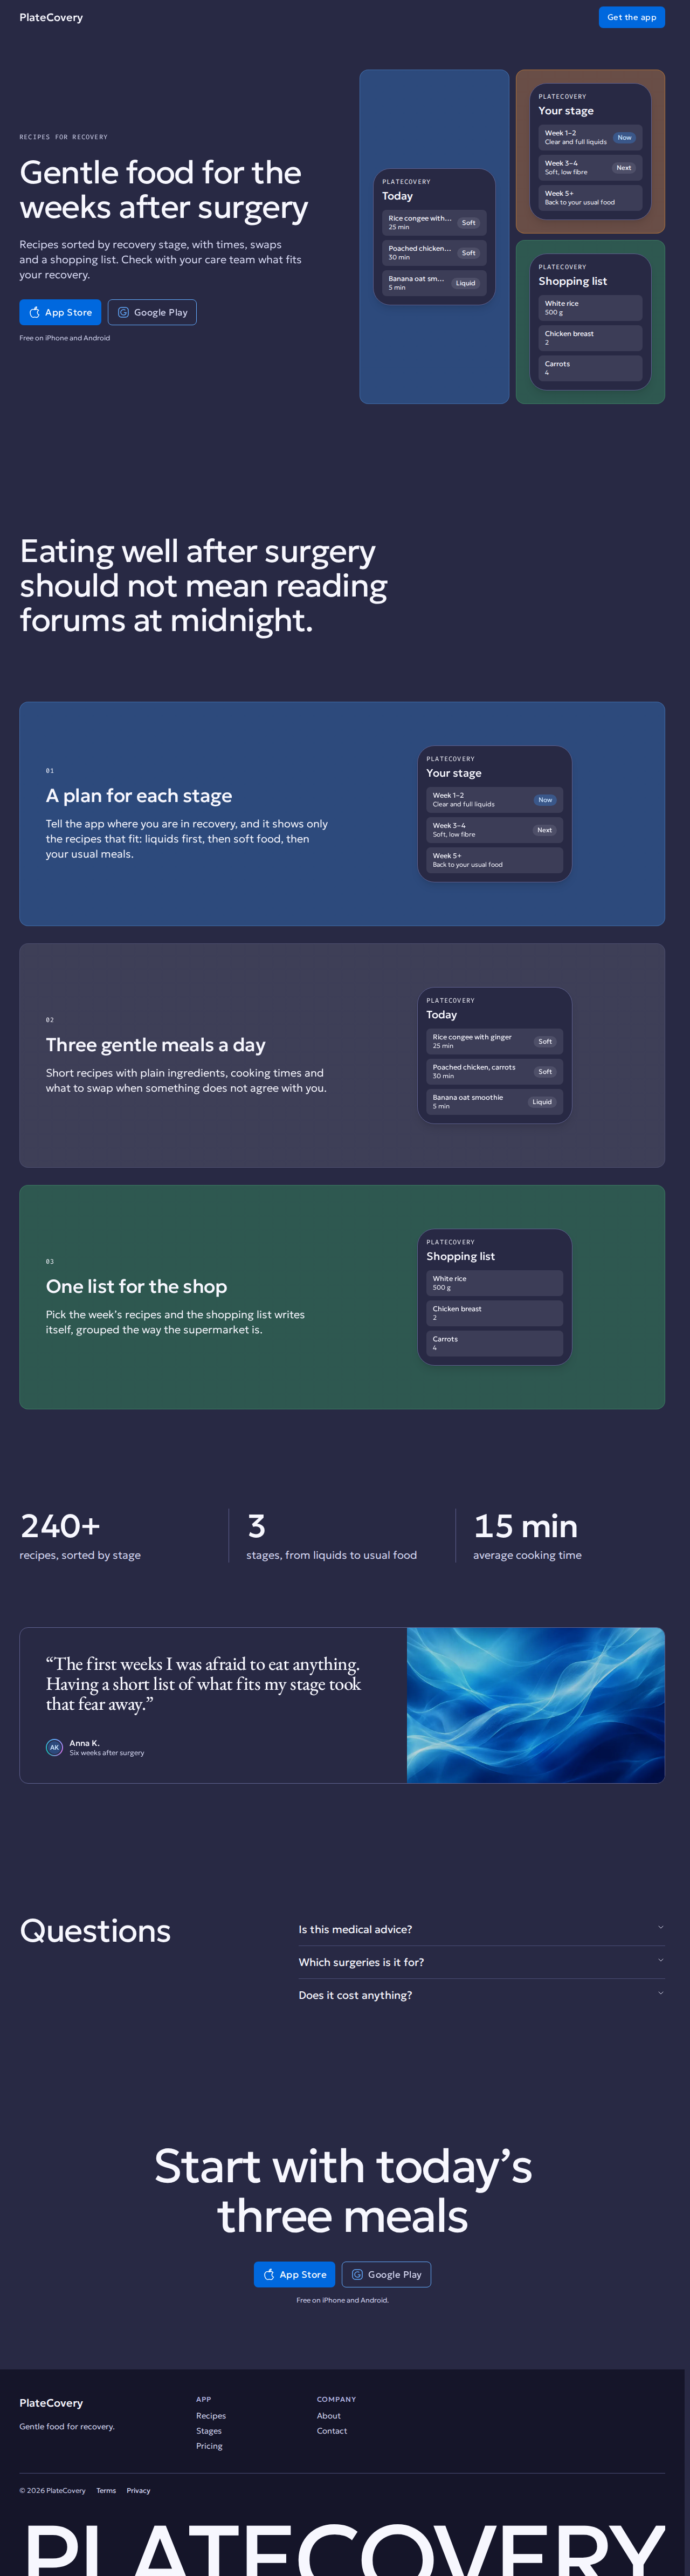 PlateCovery
Get the app
RECIPES FOR RECOVERY
Gentle food for the
weeks after surgery
Recipes sorted by recovery stage, with times, swaps
and a shopping list. Check with your care team what fits
your recovery.
App Store
Google Play
Free on iPhone and Android
PLATECOVERY
Today
Rice congee with…
25 min
Soft
Poached chicken…
30 min
Soft
Banana oat sm…
5 min
Liquid
PLATECOVERY
Your stage
Week 1–2
Clear and full liquids
Now
Week 3–4
Soft, low fibre
Next
Week 5+
Back to your usual food
PLATECOVERY
Shopping list
White rice
500 g
Chicken breast
2
Carrots
4
Eating well after surgery
should not mean reading
forums at midnight.
01
A plan for each stage
Tell the app where you are in recovery, and it shows only
the recipes that fit: liquids first, then soft food, then
your usual meals.
PLATECOVERY
Your stage
Week 1–2
Clear and full liquids
Now
Week 3–4
Soft, low fibre
Next
Week 5+
Back to your usual food
02
Three gentle meals a day
Short recipes with plain ingredients, cooking times and
what to swap when something does not agree with you.
PLATECOVERY
Today
Rice congee with ginger
25 min
Soft
Poached chicken, carrots
30 min
Soft
Banana oat smoothie
5 min
Liquid
03
One list for the shop
Pick the week’s recipes and the shopping list writes
itself, grouped the way the supermarket is.
PLATECOVERY
Shopping list
White rice
500 g
Chicken breast
2
Carrots
4
240+
recipes, sorted by stage
3
stages, from liquids to usual food
15 min
average cooking time
“The first weeks I was afraid to eat anything.
Having a short list of what fits my stage took
that fear away.”
AK
Anna K.
Six weeks after surgery
Questions
Is this medical advice?
Which surgeries is it for?
Does it cost anything?
Start with today’s
three meals
App Store
Google Play
Free on iPhone and Android.
PlateCovery
Gentle food for recovery.
APP
Recipes
Stages
Pricing
COMPANY
About
Contact
© 2026 PlateCovery
Terms
Privacy
PLATECOVERY